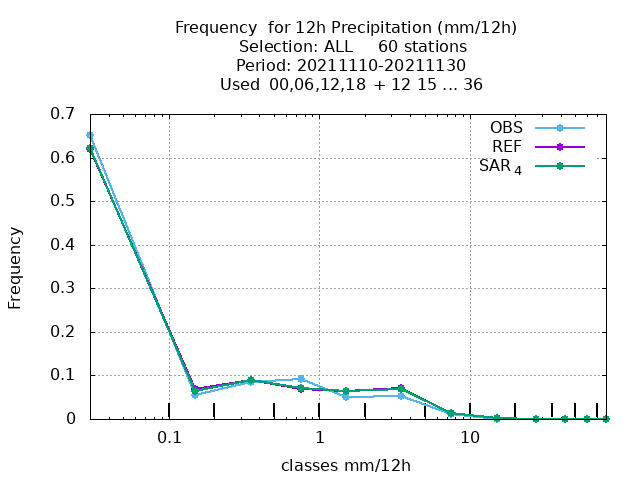 Frequency  for 12h Precipitation (mm/12h)
Selection: ALL     60 stations
Period: 20211110-20211130
Used  00,06,12,18  + 12 15 ... 36
OBS
REF
SAR 4
0.7
0.6
0.5
0.4
0.3
0.2
0.1
0
Frequency
0.1 1 10
classes mm/12h